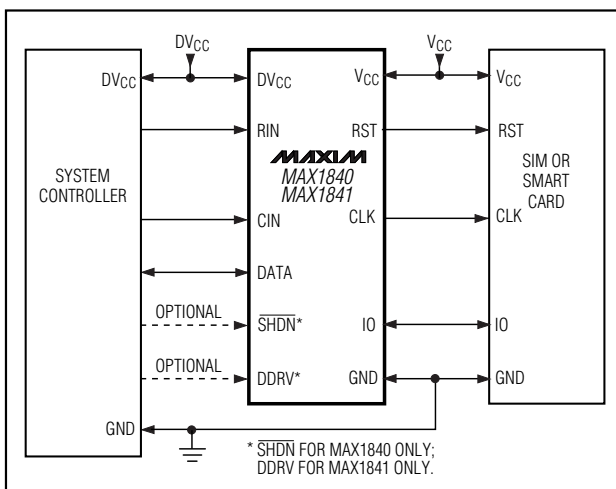 DVCC VCC
DVCC DVCC VCC VCC
RIN RST RST
MAXIM
MAX1840
MAX1841
SYSTEM
CONTROLLER
SIM OR
SMART
CARD
CIN CLK CLK
DATA
OPTIONAL
SHDN* IO IO
OPTIONAL
DDRV* GND GND
GND
* SHDN FOR MAX1840 ONLY;
DDRV FOR MAX1841 ONLY.